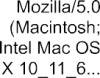 Mozilla/5.0
(Macintosh;
Intel Mac OS
X 10_11_6...